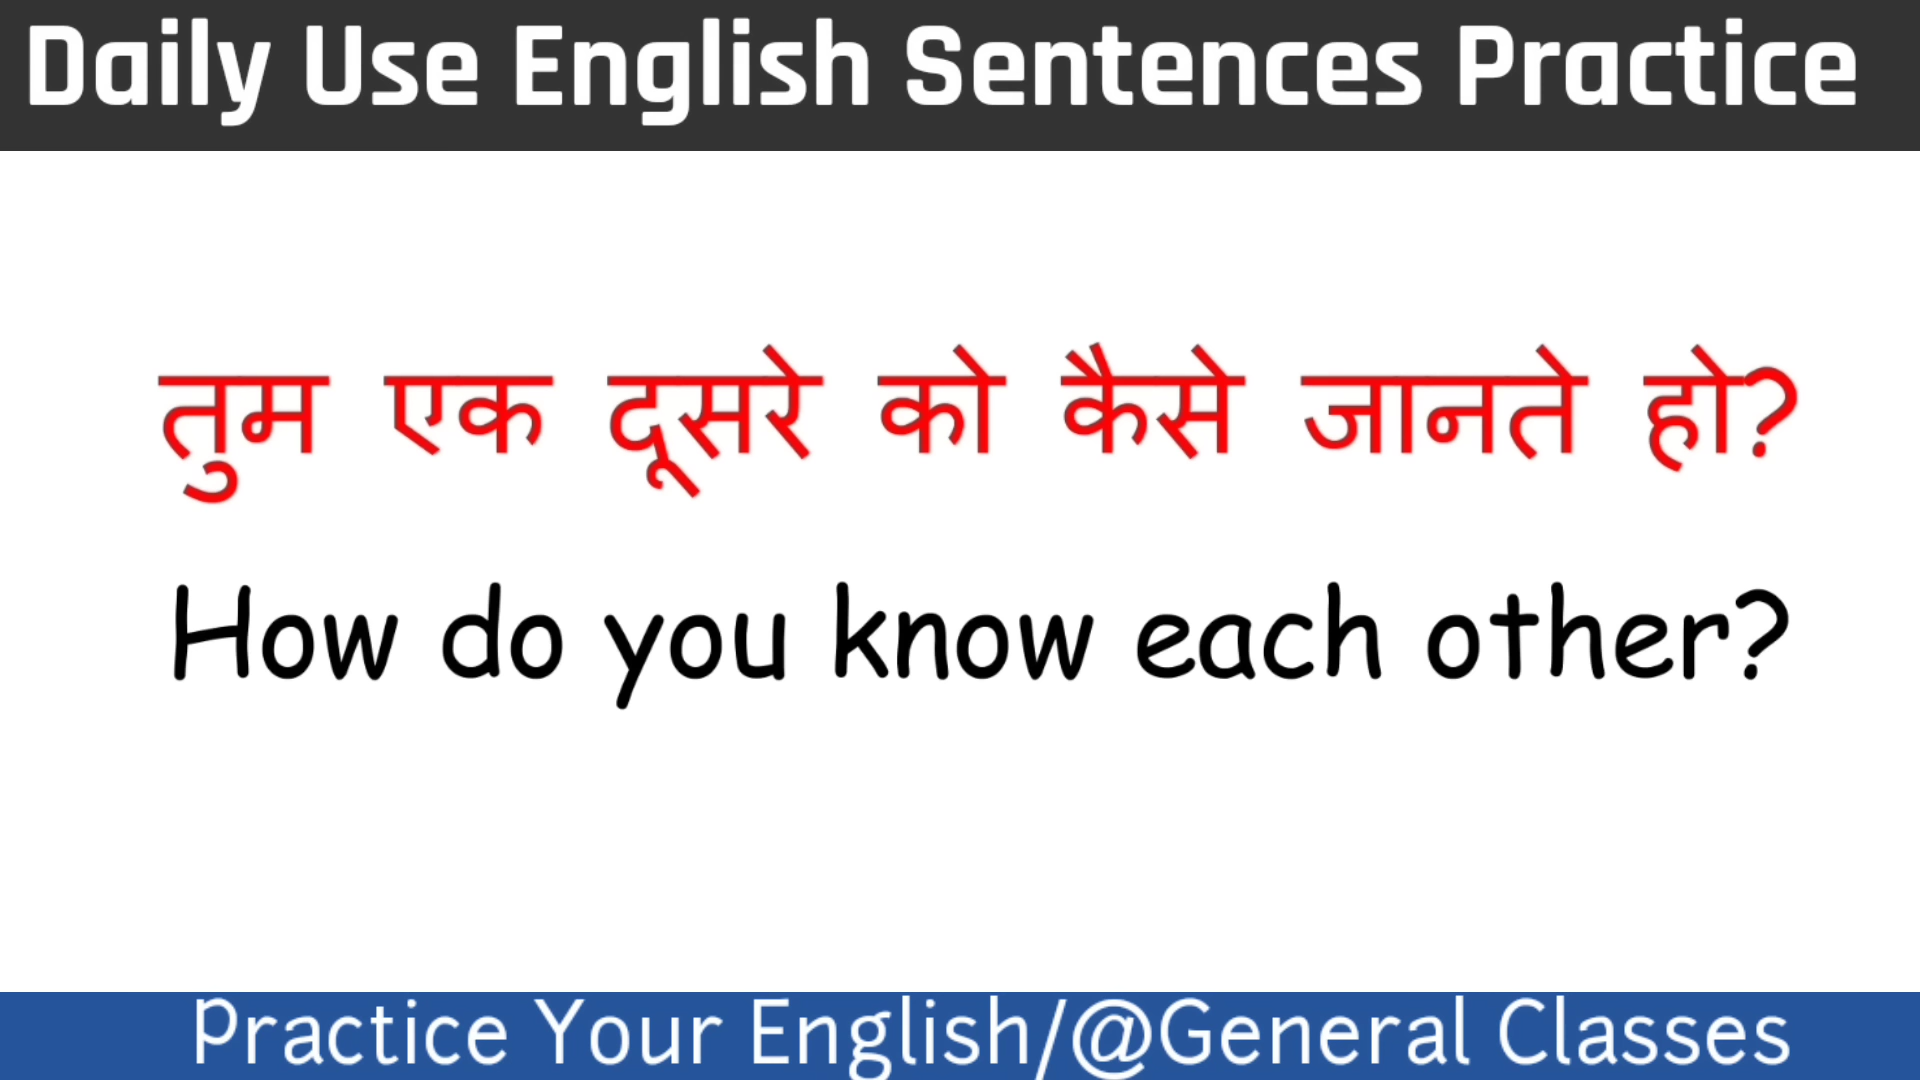 Daily Use English Sentences Practice
तुम एक दूसरे को कैसे जानते हो?
How do you know each other?
Practice Your English/@General Classes